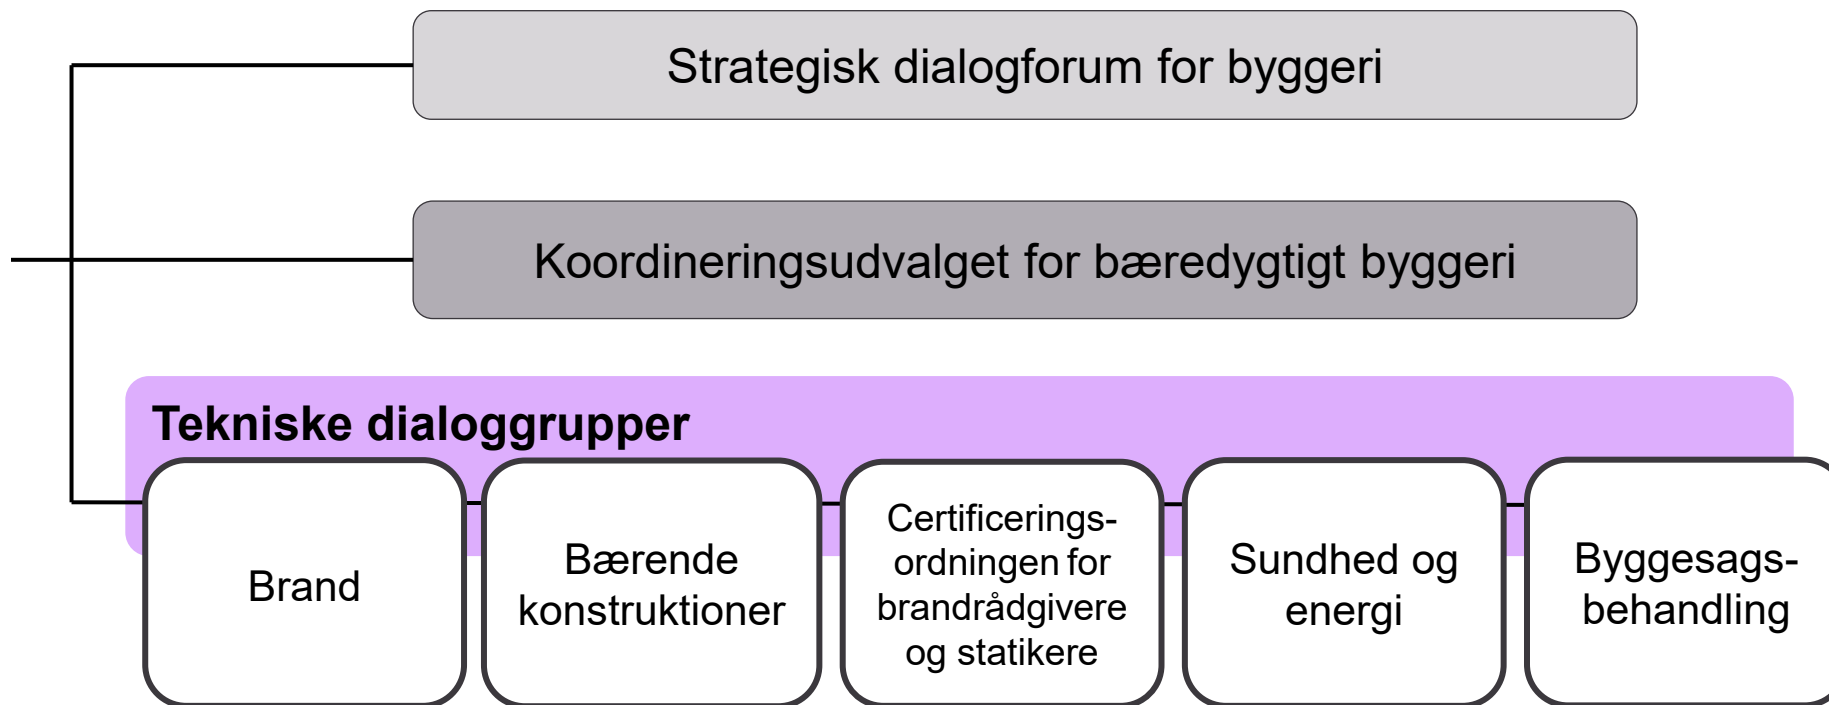 Strategisk dialogforum for byggeri
Koordineringsudvalget for bæredygtigt byggeri
Tekniske dialoggrupper
Brand
Bærende
konstruktioner
Certificerings-
ordningen for
brandrådgivere
og statikere
Sundhed og
energi
Byggesags-
behandling